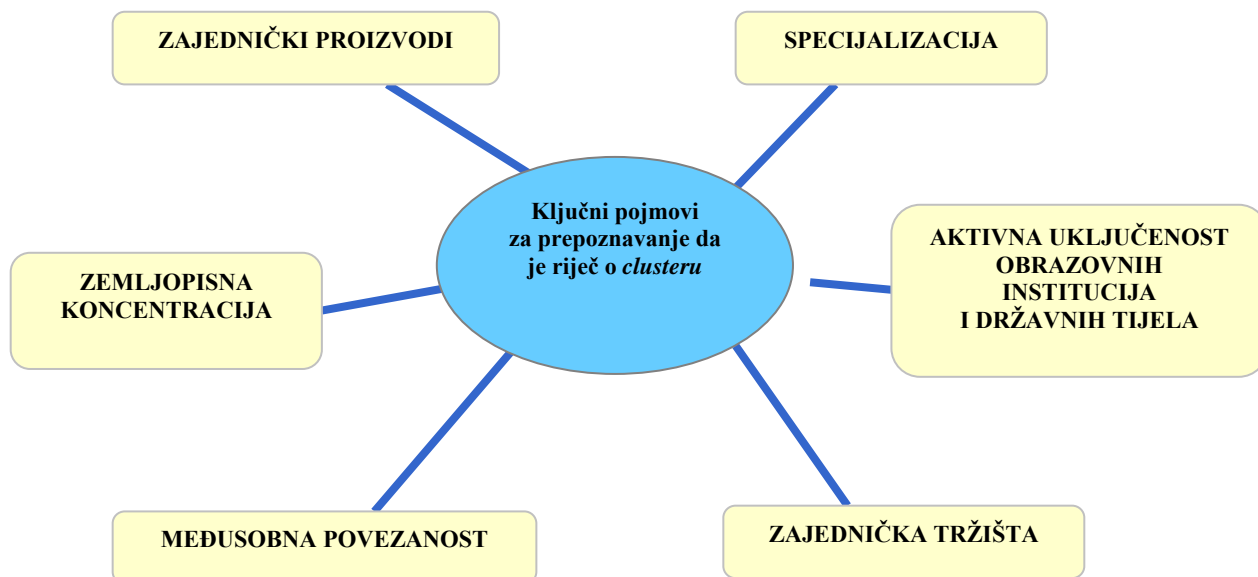 ZAJEDNIČKI PROIZVODI
SPECIJALIZACIJA
Ključni pojmovi
za prepoznavanje da
je riječ o clusteru
ZEMLJOPISNA
KONCENTRACIJA
AKTIVNA UKLJUČENOST
OBRAZOVNIH
INSTITUCIJA
I DRŽAVNIH TIJELA
MEĐUSOBNA POVEZANOST
ZAJEDNIČKA TRŽIŠTA